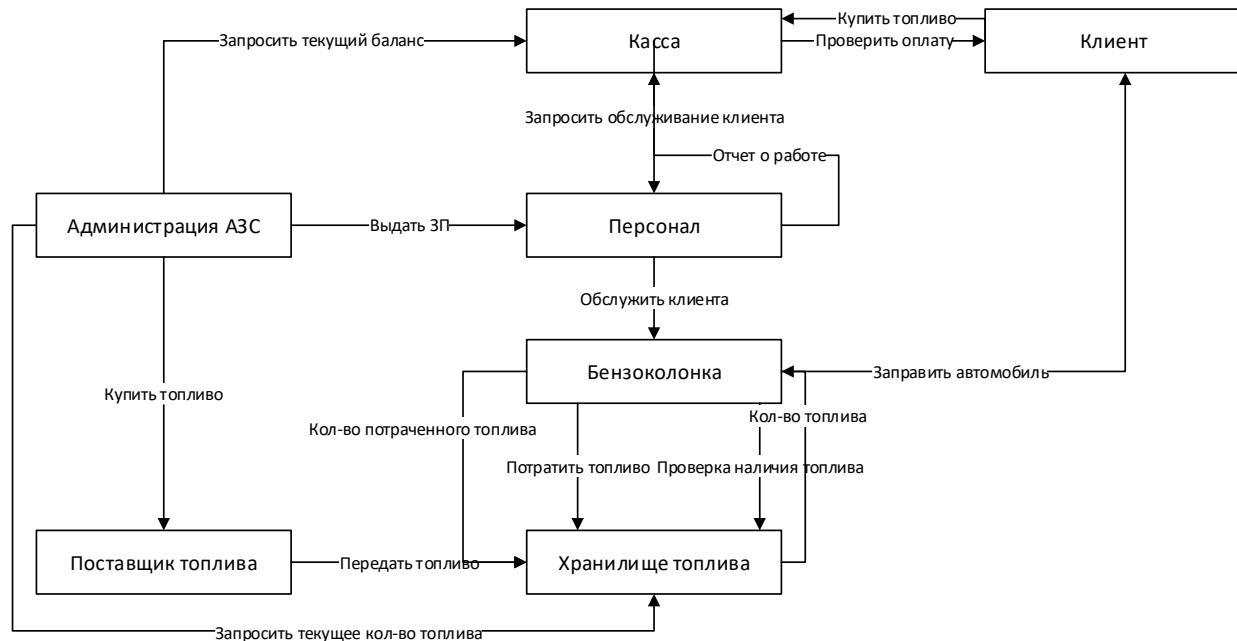 Купить топливо
Запросить текущий баланс
Касса
Проверить оплату
Клиент
Запросить обслуживание клиента
Отчет о работе
Администрация АЗС
Выдать ЗП
Персонал
Обслужить клиента
Бензоколонка
Заправить автомобиль
Купить топливо
Кол-во топлива
Кол-во потраченного топлива
Потратить топливо
Проверка наличия топлива
Поставщик топлива
Передать топливо
Хранилище топлива
Запросить текущее кол-во топлива